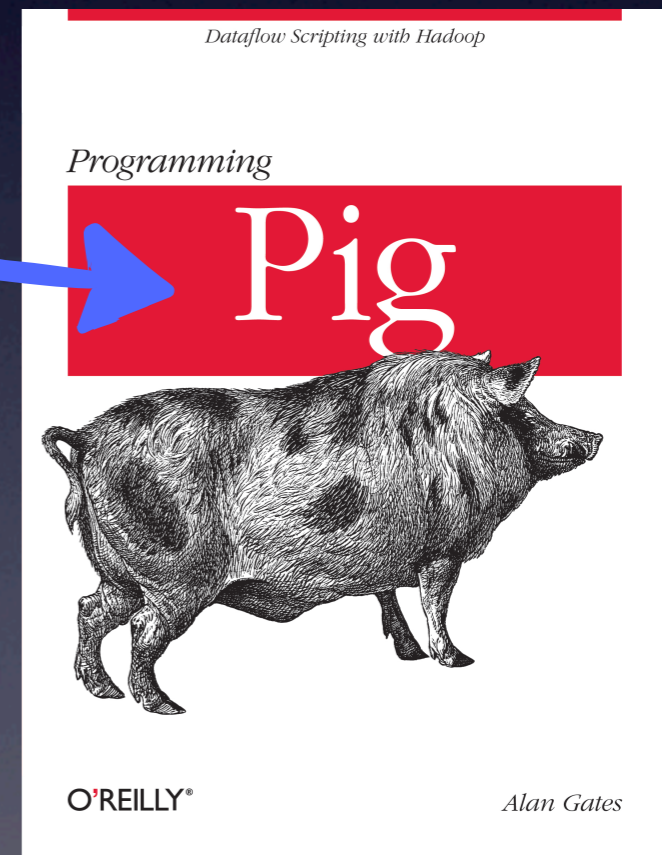 Dataflow Scripting with Hadoop
Programming
Pig
O'REILLY®
Alan Gates